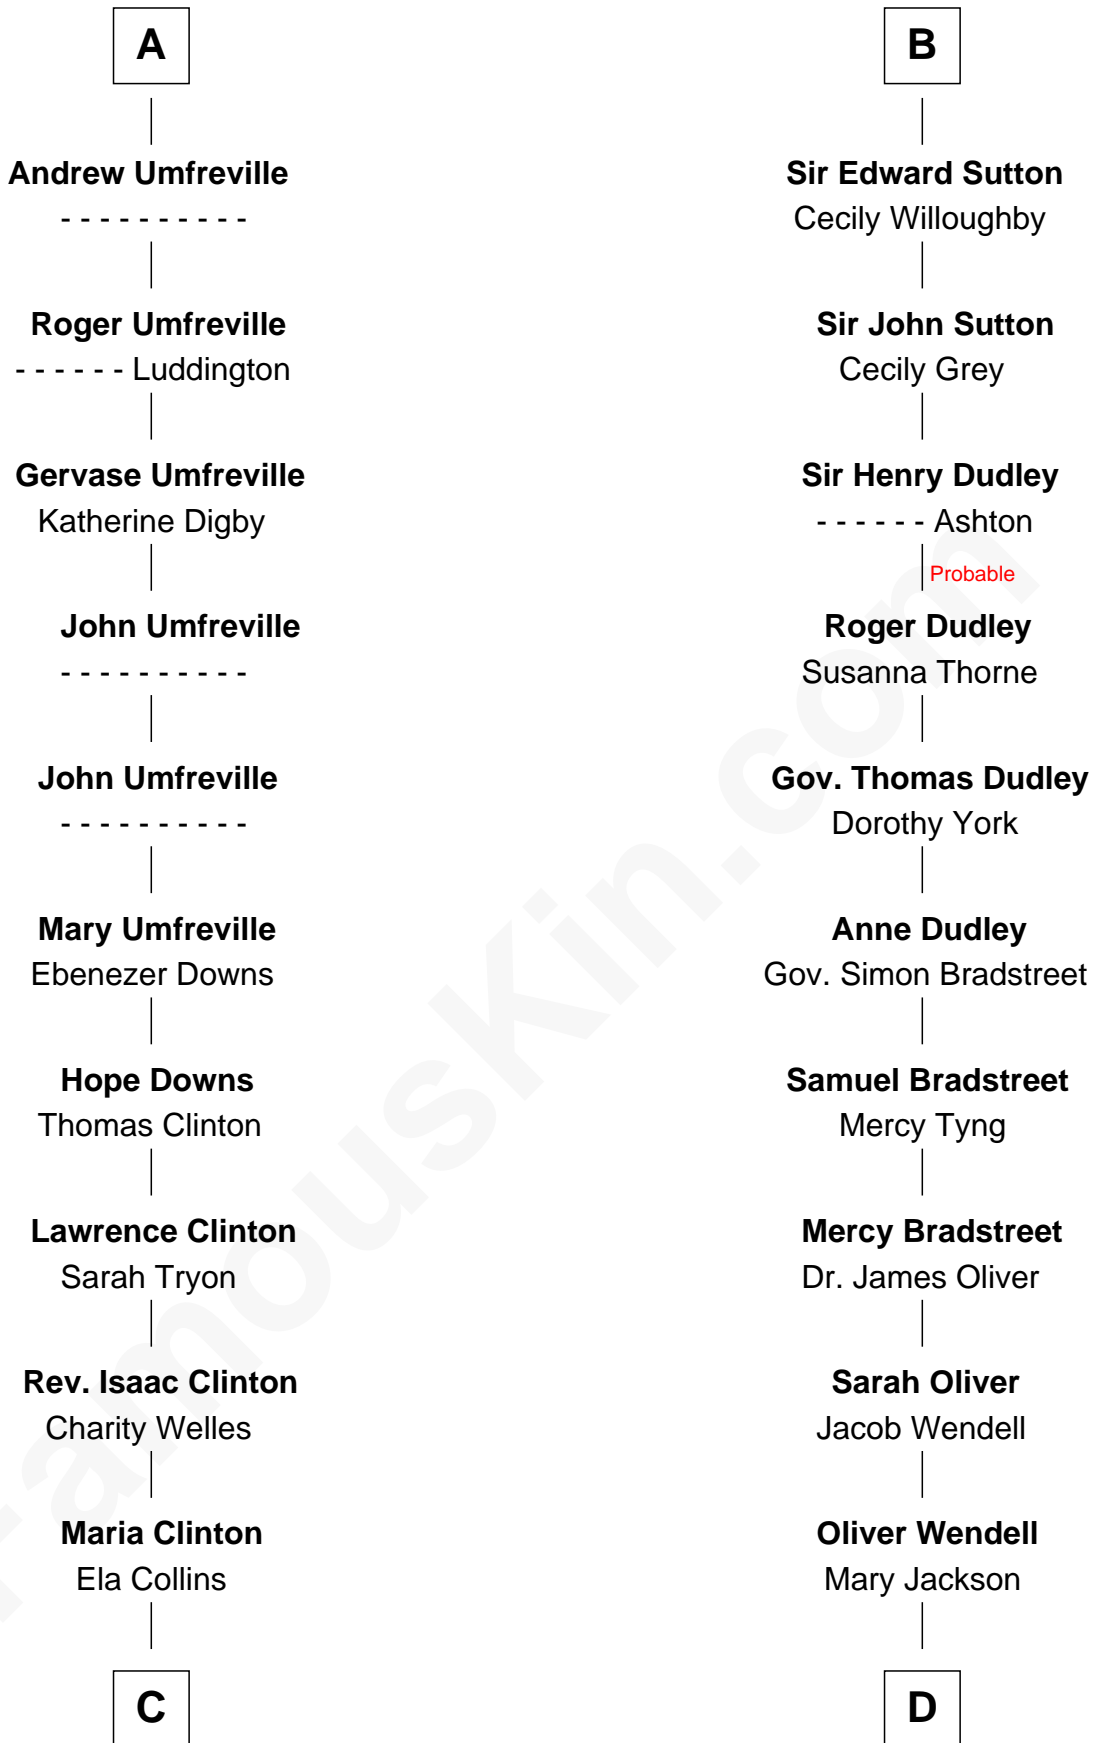 A
Andrew Umfreville
- - - - - - - - - -
Roger Umfreville
- - - - - - Luddington
Gervase Umfreville
Katherine Digby
John Umfreville
- - - - - - - - - -
John Umfreville
- - - - - - - - - -
Mary Umfreville
Ebenezer Downs
Hope Downs
Thomas Clinton
Lawrence Clinton
Sarah Tryon
Rev. Isaac Clinton
Charity Welles
Maria Clinton
Ela Collins
C
B
Sir Edward Sutton
Cecily Willoughby
Sir John Sutton
Cecily Grey
Sir Henry Dudley
- - - - - - Ashton
Probable
Roger Dudley
Susanna Thorne
Gov. Thomas Dudley
Dorothy York
Anne Dudley
Gov. Simon Bradstreet
Samuel Bradstreet
Mercy Tyng
Mercy Bradstreet
Dr. James Oliver
Sarah Oliver
Jacob Wendell
Oliver Wendell
Mary Jackson
D
FamousKin.com